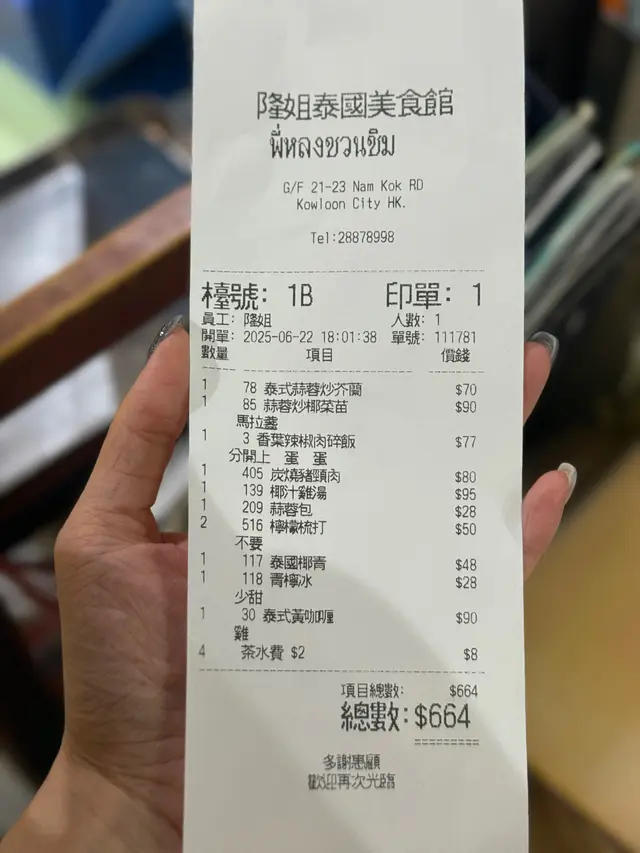 隆姐泰國美食館
พี่หลงชวนชิม
G/F 21-23 Nam Kok RD
Kowloon City HK.
Tel:28878998
檯號: 1B 印單: 1
員工: 隆姐 人數: 1
開單: 2025-06-22 18:01:38 單號: 111781
數量 項目 價錢
1 78 泰式蒜蓉炒芥蘭 $70
1 85 蒜蓉炒椰菜苗 $90
馬拉盞
1 3 香葉辣椒肉碎飯 $77
分開上 蛋 蛋
1 405 炭燒豬頸肉 $80
1 139 椰汁雞湯 $95
1 209 蒜蓉包 $28
2 516 檸檬梳打 $50
不要
1 117 泰國椰青 $48
1 118 青檸冰 $28
少甜
1 30 泰式黃咖喱 $90
雞
4 茶水費 $2 $8
項目總數: $664
總數:$664
多謝惠顧
歡迎再次光臨